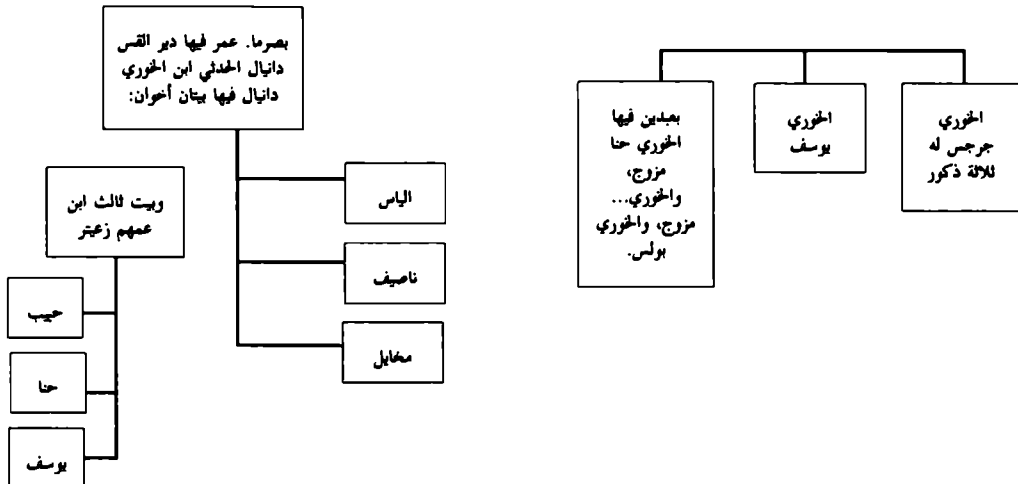 الخوري
جرجس له
ثلاثة ذكور
الخوري
يوسف
بعبدين فيها
الخوري حنا
مزوج،
والخوري...
مزوج، والخوري
بولس.
بصرما. عمر فيها دير القس
دانيال الحدثي ابن الخوري
دانيال فيها بيتان أخوان:
الياس
ناصيف
مخايل
وبيت ثالث ابن
عمهم زعيتر
حبيب
حنا
يوسف